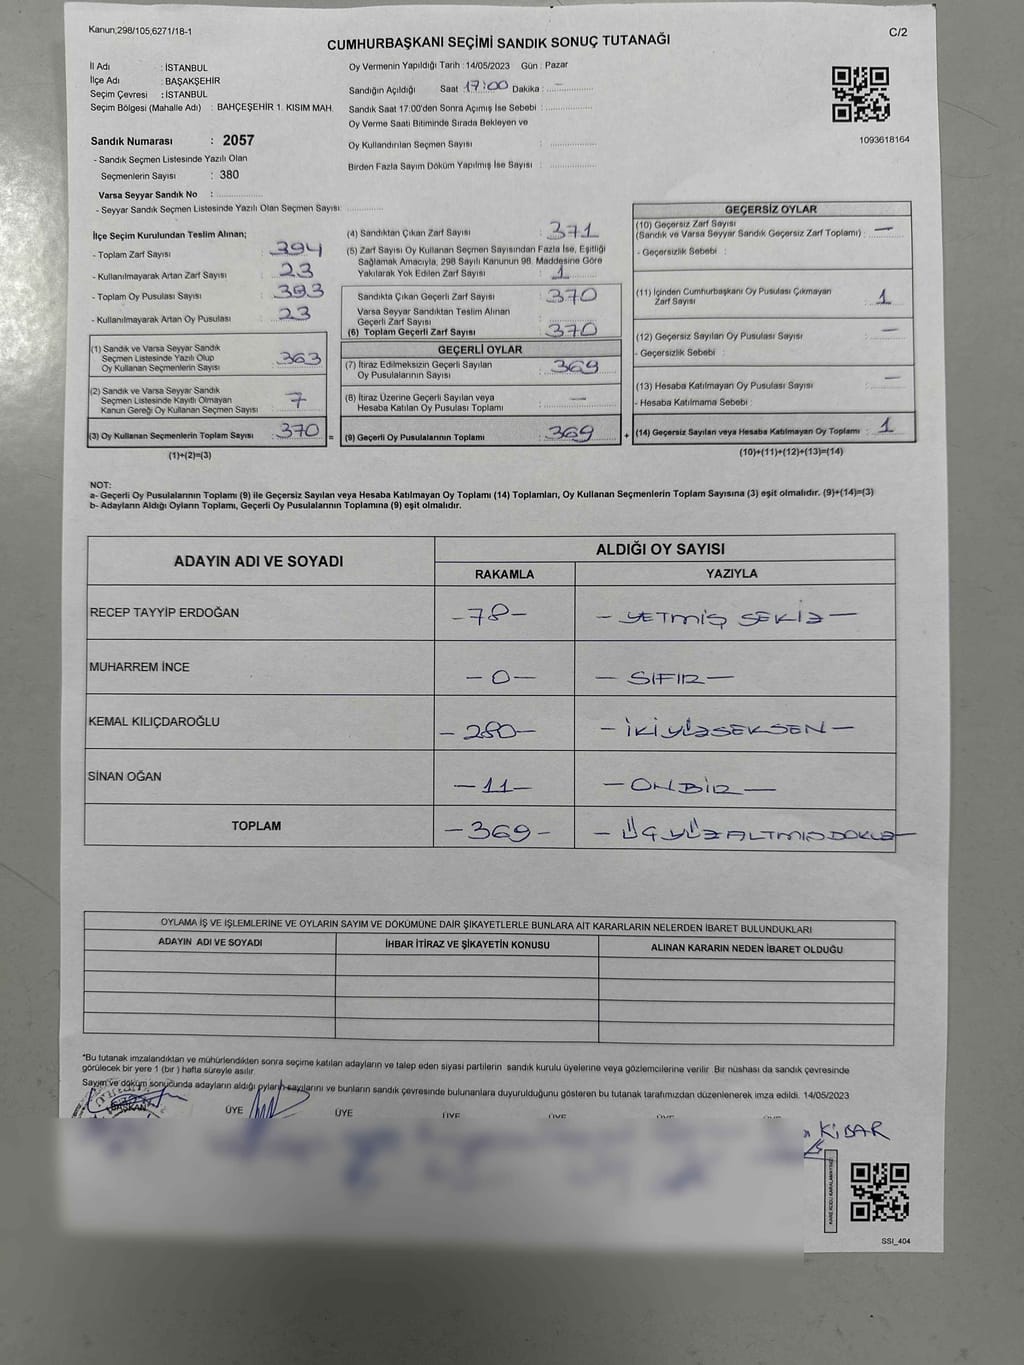 Kanun;298/105;6271/18-1
C/2
CUMHURBAŞKANI SEÇİMİ SANDIK SONUÇ TUTANAĞI
İl Adı : İSTANBUL
İlçe Adı : BAŞAKŞEHİR
Seçim Çevresi : İSTANBUL
Seçim Bölgesi (Mahalle Adı) : BAHÇEŞEHİR 1. KISIM MAH.
Sandık Numarası : 2057
- Sandık Seçmen Listesinde Yazılı Olan
Seçmenlerin Sayısı : 380
Varsa Seyyar Sandık No :
- Seyyar Sandık Seçmen Listesinde Yazılı Olan Seçmen Sayısı:
Oy Vermenin Yapıldığı Tarih : 14/05/2023 Gün : Pazar
Sandığın Açıldığı Saat 17:00 Dakika :
Sandık Saat 17:00'den Sonra Açımış İse Sebebi :
Oy Verme Saati Bitiminde Sırada Bekleyen ve
Oy Kullandırılan Seçmen Sayısı :
Birden Fazla Sayım Döküm Yapılmış İse Sayısı :
1093618164
İlçe Seçim Kurulundan Teslim Alınan;
- Toplam Zarf Sayısı : 394
- Kullanılmayarak Artan Zarf Sayısı : 23
- Toplam Oy Pusulası Sayısı : 393
- Kullanılmayarak Artan Oy Pusulası : 23
(1) Sandık ve Varsa Seyyar Sandık
Seçmen Listesinde Yazılı Olup
Oy Kullanan Seçmenlerin Sayısı : 363
(2) Sandık ve Varsa Seyyar Sandık
Seçmen Listesinde Kayıtlı Olmayan
Kanun Gereği Oy Kullanan Seçmen Sayısı : 7
(3) Oy Kullanan Seçmenlerin Toplam Sayısı : 370 =
(1)+(2)=(3)
(4) Sandıktan Çıkan Zarf Sayısı : 371
(5) Zarf Sayısı Oy Kullanan Seçmen Sayısından Fazla İse, Eşitliği
Sağlamak Amacıyla; 298 Sayılı Kanunun 98. Maddesine Göre
Yakılarak Yok Edilen Zarf Sayısı : 1
Sandıkta Çıkan Geçerli Zarf Sayısı : 370
Varsa Seyyar Sandıktan Teslim Alınan
Geçerli Zarf Sayısı :
(6) Toplam Geçerli Zarf Sayısı : 370
GEÇERLİ OYLAR
(7) İtiraz Edilmeksizin Geçerli Sayılan
Oy Pusulalarının Sayısı : 369
(8) İtiraz Üzerine Geçerli Sayılan veya
Hesaba Katılan Oy Pusulası Toplamı : —
(9) Geçerli Oy Pusulalarının Toplamı : 369 +
GEÇERSİZ OYLAR
(10) Geçersiz Zarf Sayısı
(Sandık ve Varsa Seyyar Sandık Geçersiz Zarf Toplamı) : —
- Geçersizlik Sebebi :
(11) İçinden Cumhurbaşkanı Oy Pusulası Çıkmayan
Zarf Sayısı : 1
(12) Geçersiz Sayılan Oy Pusulası Sayısı : —
- Geçersizlik Sebebi :
(13) Hesaba Katılmayan Oy Pusulası Sayısı : —
- Hesaba Katılmama Sebebi :
(14) Geçersiz Sayılan veya Hesaba Katılmayan Oy Toplamı : 1
(10)+(11)+(12)+(13)=(14)
NOT:
a- Geçerli Oy Pusulalarının Toplamı (9) ile Geçersiz Sayılan veya Hesaba Katılmayan Oy Toplamı (14) Toplamları, Oy Kullanan Seçmenlerin Toplam Sayısına (3) eşit olmalıdır. (9)+(14)=(3)
b- Adayların Aldığı Oyların Toplamı, Geçerli Oy Pusulalarının Toplamına (9) eşit olmalıdır.
ADAYIN ADI VE SOYADI
ALDIĞI OY SAYISI
RAKAMLA YAZIYLA
RECEP TAYYİP ERDOĞAN -78- - YETMİŞ SEKİZ -
MUHARREM İNCE - 0 - - SIFIR -
KEMAL KILIÇDAROĞLU - 280 - - İKİYÜZSEKSEN -
SİNAN OĞAN - 11 - - ONBİR -
TOPLAM - 369 - - ÜÇ YÜZ ALTMIŞDOKUZ -
OYLAMA İŞ VE İŞLEMLERİNE VE OYLARIN SAYIM VE DÖKÜMÜNE DAİR ŞİKAYETLERLE BUNLARA AİT KARARLARIN NELERDEN İBARET BULUNDUKLARI
ADAYIN ADI VE SOYADI İHBAR İTİRAZ VE ŞİKAYETİN KONUSU ALINAN KARARIN NEDEN İBARET OLDUĞU
*Bu tutanak imzalandıktan ve mühürlendikten sonra seçime katılan adayların ve talep eden siyasi partilerin sandık kurulu üyelerine veya gözlemcilerine verilir. Bir nüshası da sandık çevresinde
görülecek bir yere 1 (bir) hafta süreyle asılır.
Sayım ve döküm sonucunda adayların aldığı oyların sayılarını ve bunların sandık çevresinde bulunanlara duyurulduğunu gösteren bu tutanak tarafımızdan düzenlenerek imza edildi. 14/05/2023
BAŞKAN ÜYE ÜYE ÜYE ÜYE ÜYE
KİBAR
KARE KODU KARALAMAYINIZ
SSI_404